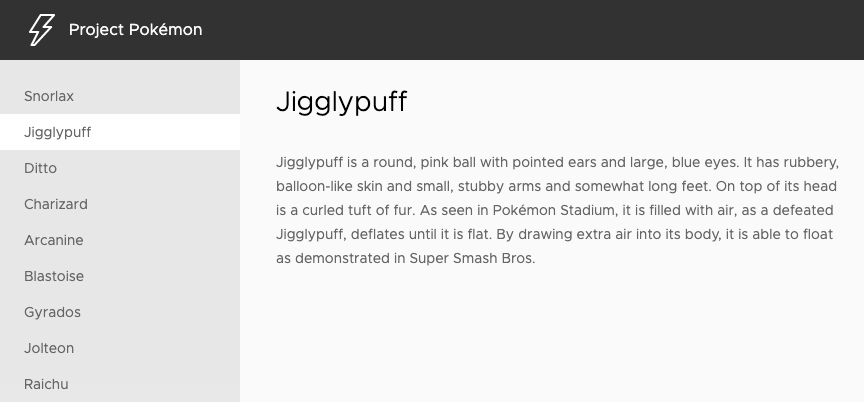 Project Pokémon
Snorlax
Jigglypuff
Ditto
Charizard
Arcanine
Blastoise
Gyrados
Jolteon
Raichu
Jigglypuff
Jigglypuff is a round, pink ball with pointed ears and large, blue eyes. It has rubbery,
balloon-like skin and small, stubby arms and somewhat long feet. On top of its head
is a curled tuft of fur. As seen in Pokémon Stadium, it is filled with air, as a defeated
Jigglypuff, deflates until it is flat. By drawing extra air into its body, it is able to float
as demonstrated in Super Smash Bros.